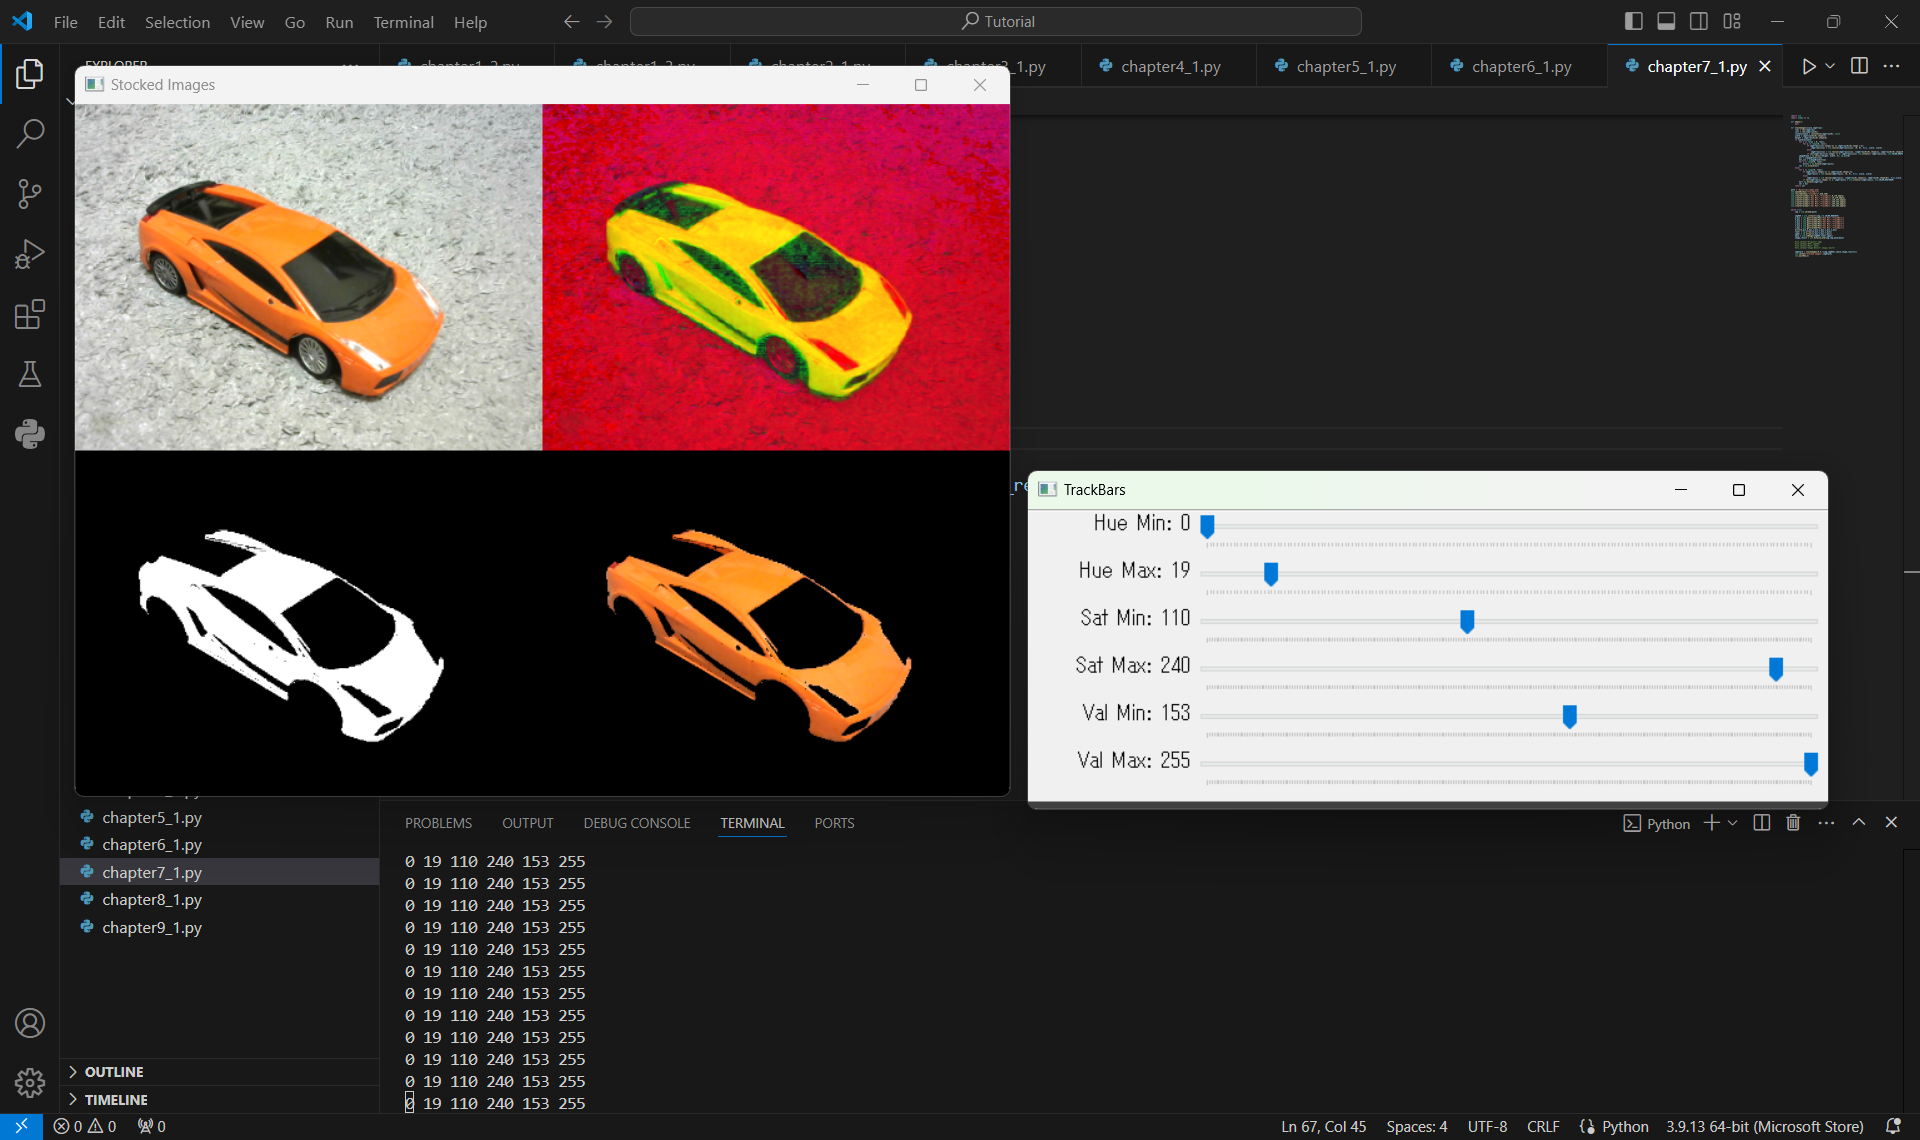 File Edit Selection View Go Run Terminal Help
Tutorial
chapter4_1.py chapter5_1.py chapter6_1.py chapter7_1.py
Stocked Images
TrackBars
Hue Min: 0
Hue Max: 19
Sat Min: 110
Sat Max: 240
Val Min: 153
Val Max: 255
chapter5_1.py
chapter6_1.py
chapter7_1.py
chapter8_1.py
chapter9_1.py
OUTLINE
TIMELINE
PROBLEMS OUTPUT DEBUG CONSOLE TERMINAL PORTS
Python
0 19 110 240 153 255
0 19 110 240 153 255
0 19 110 240 153 255
0 19 110 240 153 255
0 19 110 240 153 255
0 19 110 240 153 255
0 19 110 240 153 255
0 19 110 240 153 255
0 19 110 240 153 255
0 19 110 240 153 255
0 19 110 240 153 255
0 19 110 240 153 255
0 0 0 Ln 67, Col 45 Spaces: 4 UTF-8 CRLF Python 3.9.13 64-bit (Microsoft Store)